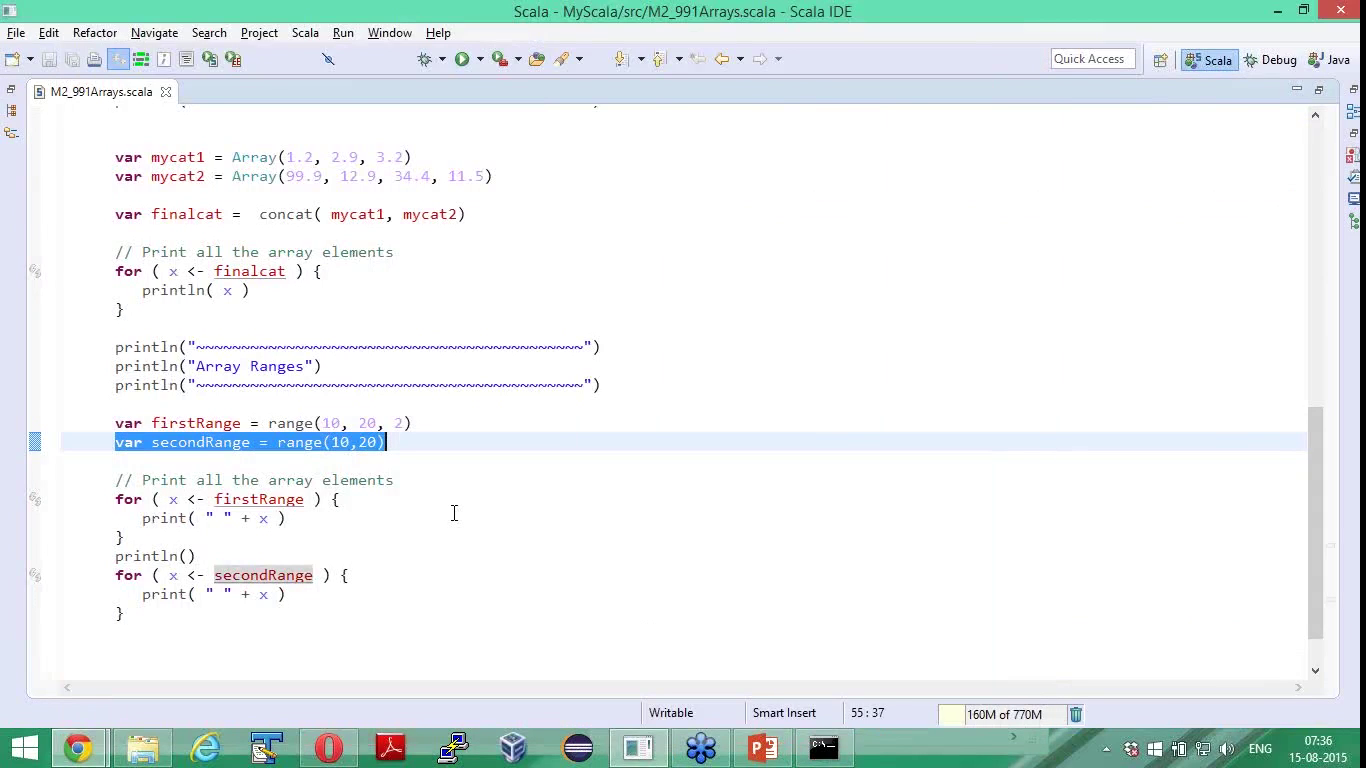 Scala - MyScala/src/M2_991Arrays.scala - Scala IDE
File Edit Refactor Navigate Search Project Scala Run Window Help
Quick Access Scala Debug Java
M2_991Arrays.scala
var mycat1 = Array(1.2, 2.9, 3.2)
var mycat2 = Array(99.9, 12.9, 34.4, 11.5)
var finalcat =  concat( mycat1, mycat2)
// Print all the array elements
for ( x <- finalcat ) {
println( x )
}
println("~~~~~~~~~~~~~~~~~~~~~~~~~~~~~~~~~~~~~~~~~~~")
println("Array Ranges")
println("~~~~~~~~~~~~~~~~~~~~~~~~~~~~~~~~~~~~~~~~~~~")
var firstRange = range(10, 20, 2)
var secondRange = range(10,20)
// Print all the array elements
for ( x <- firstRange ) {
print( " " + x )
}
println()
for ( x <- secondRange ) {
print( " " + x )
}
Writable Smart Insert 55 : 37 160M of 770M
ENG 07:36
15-08-2015